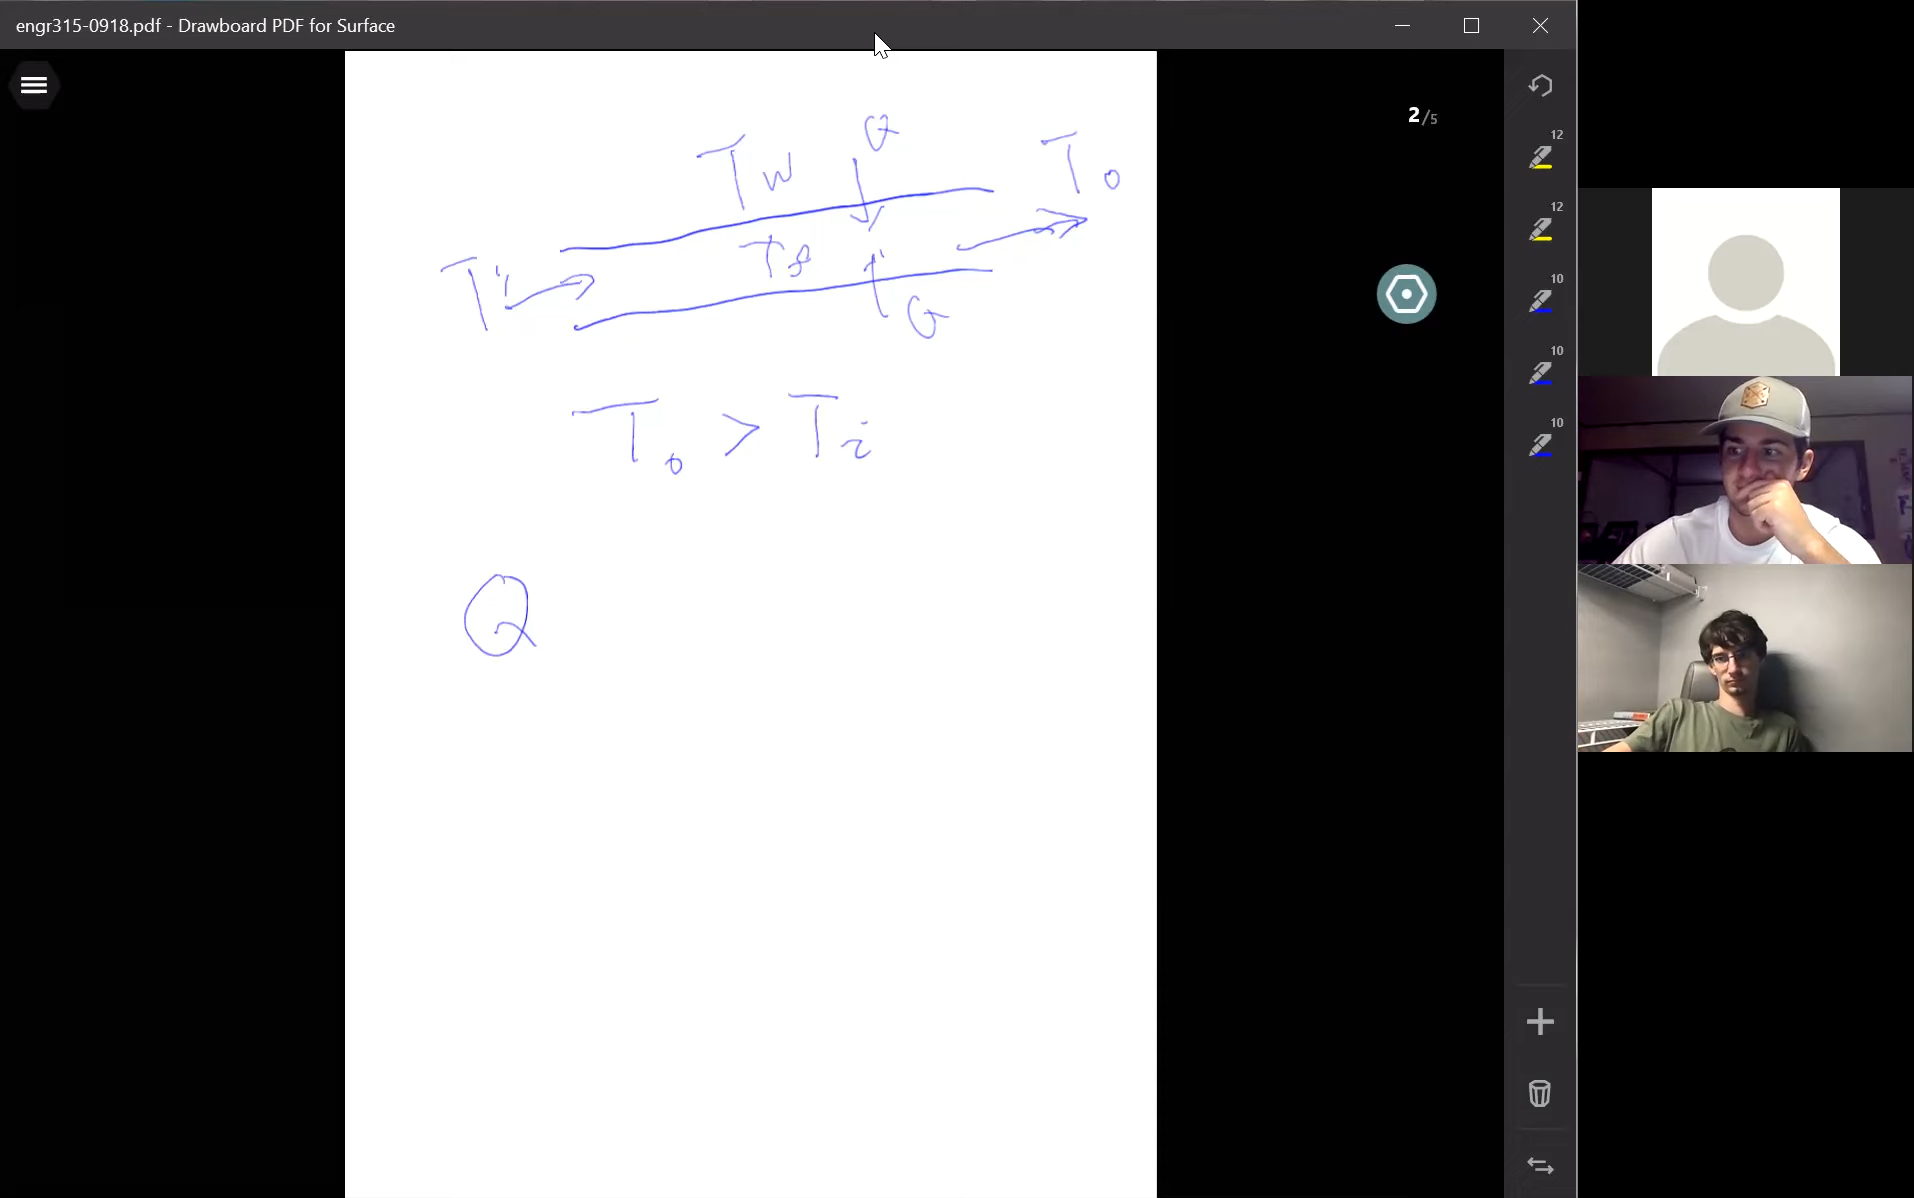 engr315-0918.pdf - Drawboard PDF for Surface
2/5
12
12
10
10
10
Q
Tw
To
Tf
Ti
Q
To > Ti
Q